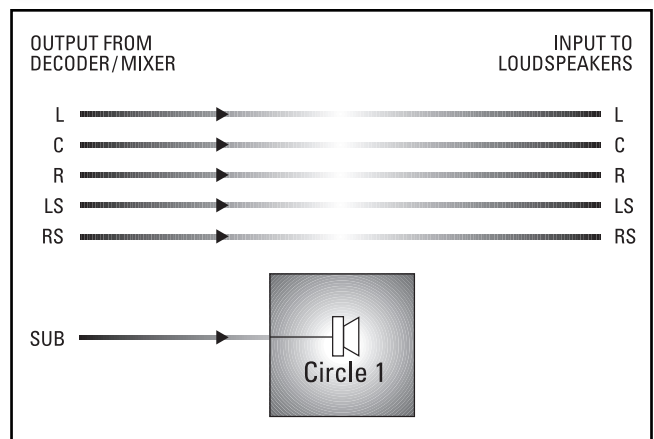 OUTPUT FROM
DECODER/MIXER
INPUT TO
LOUDSPEAKERS
L L
C C
R R
LS LS
RS RS
SUB
Circle 1